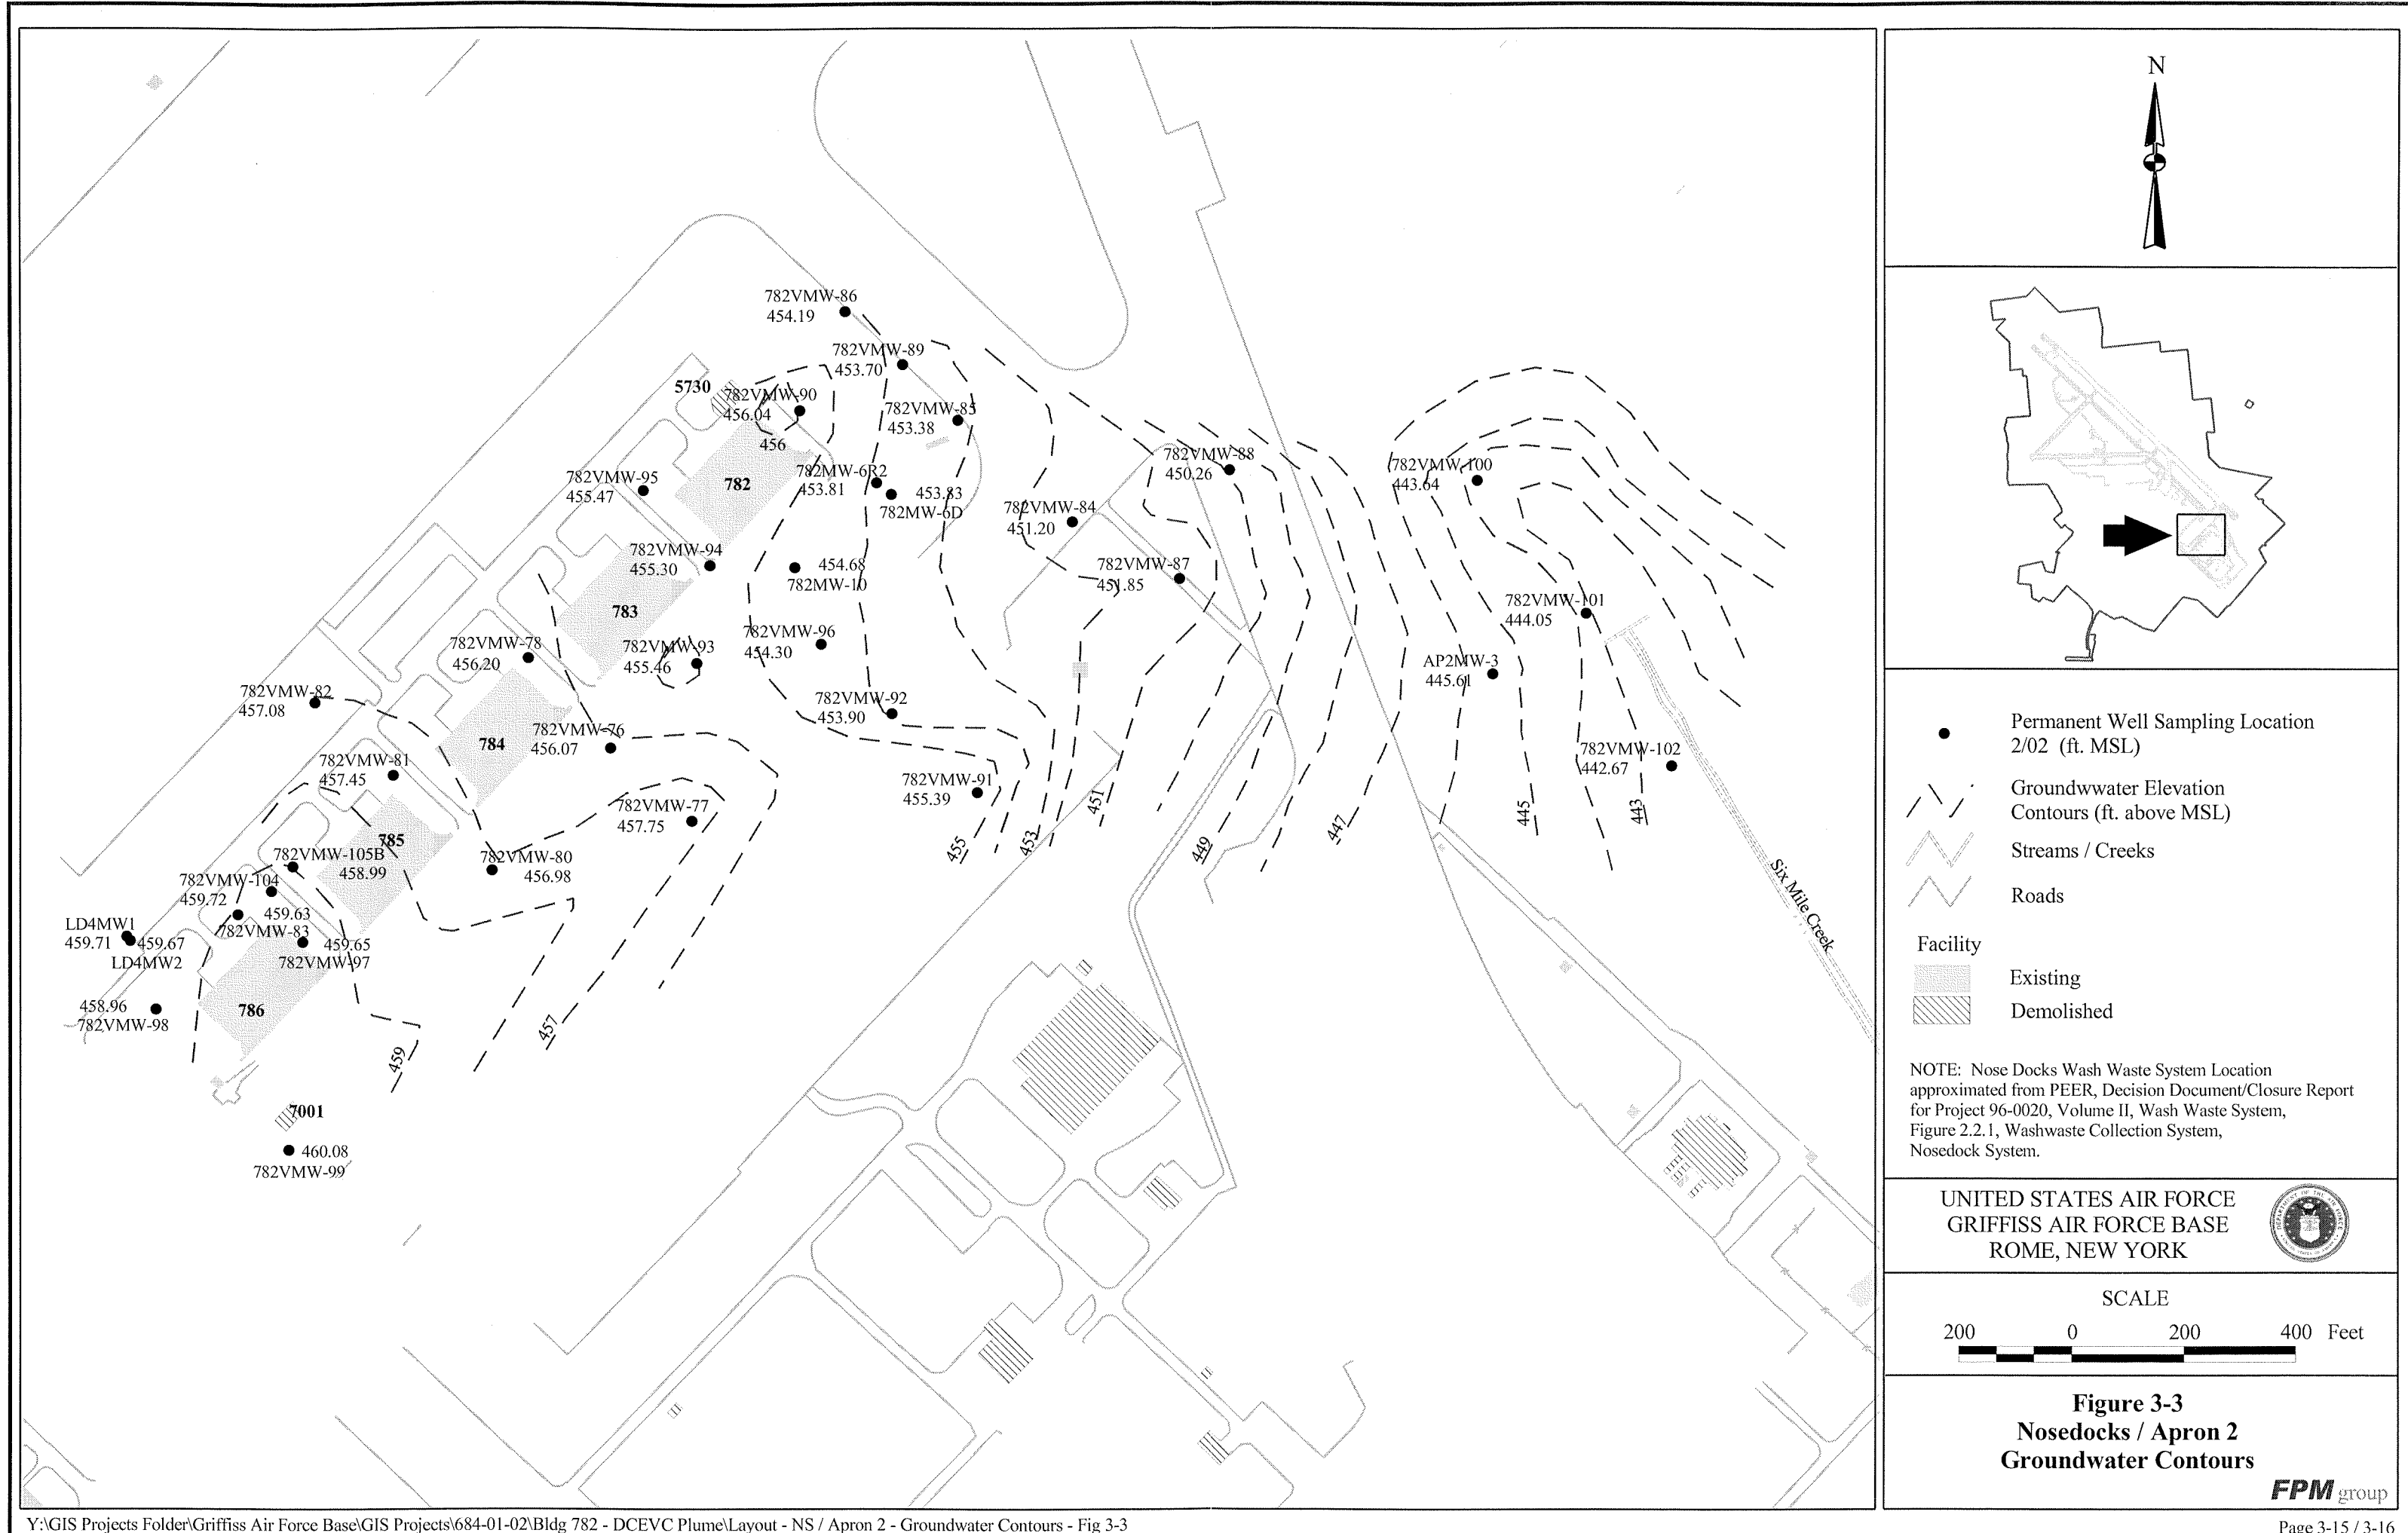 782VMW-86
454.19
782VMW-89
453.70
5730
782VMW-90
456.04
456
782VMW-85
453.38
782VMW-95
455.47
782
782MW-6R2
453.81
453.83
782MW-6D
782VMW-88
450.26
782VMW-100
443.64
782VMW-84
451.20
782VMW-94
455.30
454.68
782MW-10
782VMW-87
451.85
783
782VMW-101
444.05
782VMW-78
456.20
782VMW-93
455.46
782VMW-96
454.30
AP2MW-3
445.61
782VMW-82
457.08
782VMW-92
453.90
784
782VMW-76
456.07
782VMW-102
442.67
782VMW-81
457.45
782VMW-91
455.39
782VMW-77
457.75
785
782VMW-105B
458.99
782VMW-80
456.98
782VMW-104
459.72
459.63
782VMW-83
LD4MW1
459.71
459.67
LD4MW2
459.65
782VMW-97
458.96
782VMW-98
786
7001
460.08
782VMW-99
459
457
455
453
451
449
447
445
443
Six Mile Creek
N
Permanent Well Sampling Location
2/02 (ft. MSL)
Groundwwater Elevation
Contours (ft. above MSL)
Streams / Creeks
Roads
Facility
Existing
Demolished
NOTE: Nose Docks Wash Waste System Location
approximated from PEER, Decision Document/Closure Report
for Project 96-0020, Volume II, Wash Waste System,
Figure 2.2.1, Washwaste Collection System,
Nosedock System.
UNITED STATES AIR FORCE
GRIFFISS AIR FORCE BASE
ROME, NEW YORK
SCALE
200 0 200 400 Feet
Figure 3-3
Nosedocks / Apron 2
Groundwater Contours
FPM group
Y:\GIS Projects Folder\Griffiss Air Force Base\GIS Projects\684-01-02\Bldg 782 - DCEVC Plume\Layout - NS / Apron 2 - Groundwater Contours - Fig 3-3
Page 3-15 / 3-16